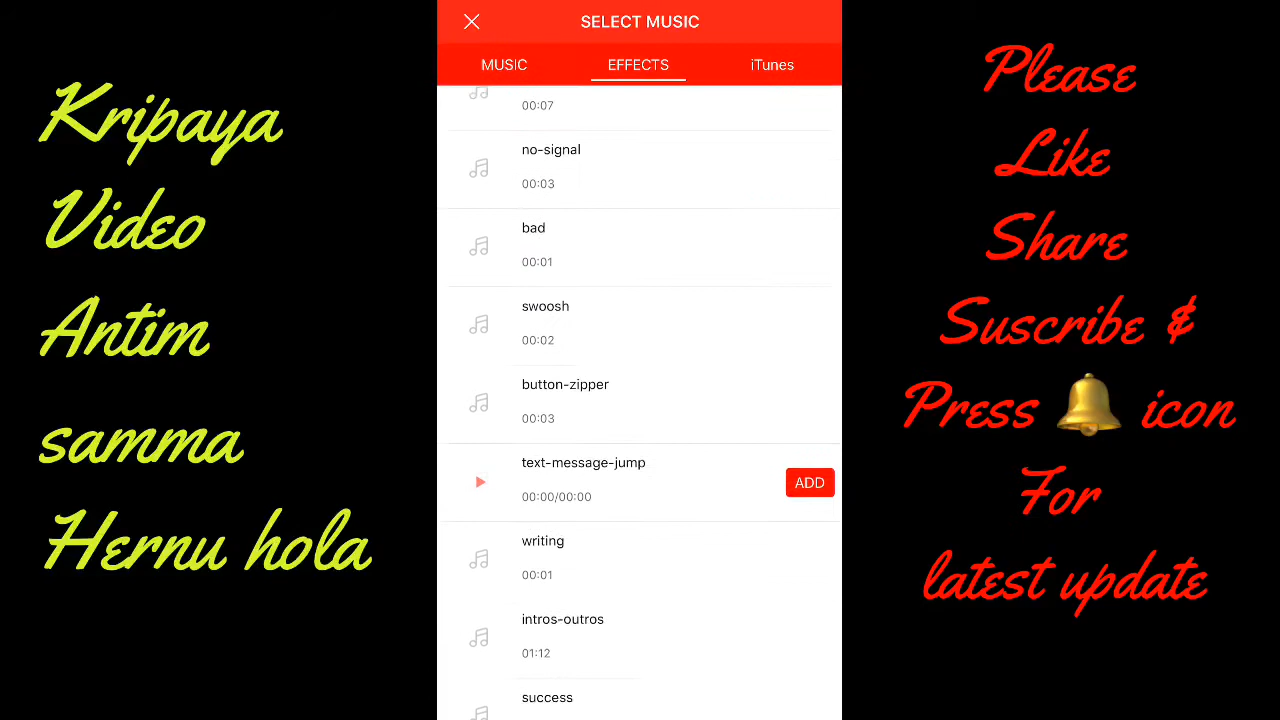 Kripaya
Video
Antim
samma
Hernu hola
SELECT MUSIC
MUSIC
EFFECTS
iTunes
00:07
no-signal
00:03
bad
00:01
swoosh
00:02
button-zipper
00:03
text-message-jump
00:00/00:00
ADD
writing
00:01
intros-outros
01:12
success
Please
Like
Share
Suscribe &
Press 🔔 icon
For
latest update